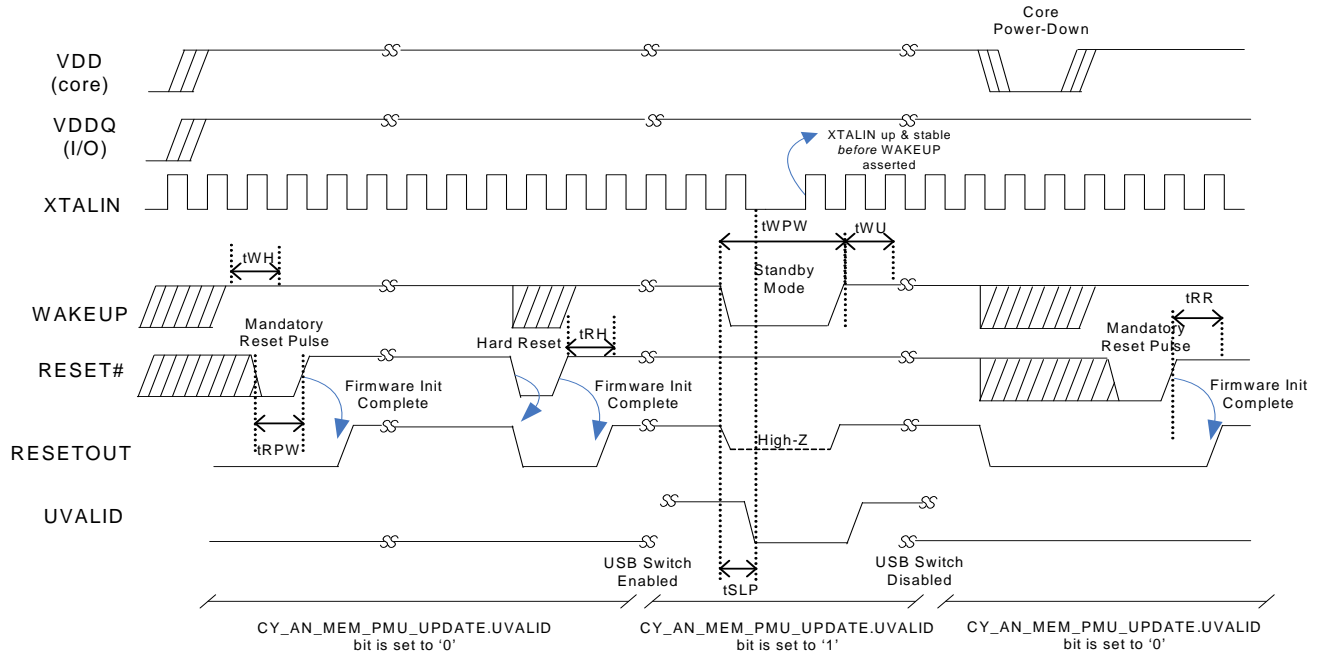 Core
Power-Down
VDD
(core)
VDDQ
(I/O)
XTALIN up & stable
before WAKEUP
asserted
XTALIN
tWPW
tWU
tWH
Standby
Mode
WAKEUP
tRR
Mandatory
Reset Pulse
Hard Reset
tRH
Mandatory
Reset Pulse
RESET#
Firmware Init
Complete
Firmware Init
Complete
Firmware Init
Complete
tRPW
High-Z
RESETOUT
UVALID
USB Switch
Enabled
USB Switch
Disabled
tSLP
CY_AN_MEM_PMU_UPDATE.UVALID
bit is set to ‘0’
CY_AN_MEM_PMU_UPDATE.UVALID
bit is set to ‘1’
CY_AN_MEM_PMU_UPDATE.UVALID
bit is set to ‘0’